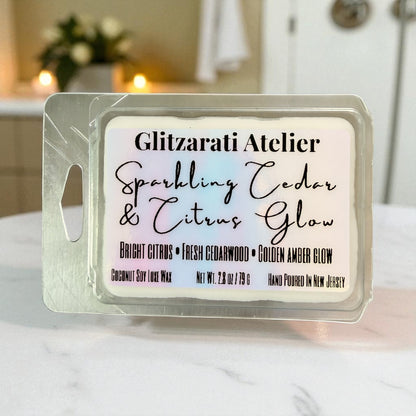 Glitzarati Atelier
Sparkling Cedar
& Citrus Glow
Bright citrus • Fresh cedarwood • Golden amber glow
Coconut Soy Luxe Wax Net Wt. 2.8 oz / 79 g Hand Poured In New Jersey